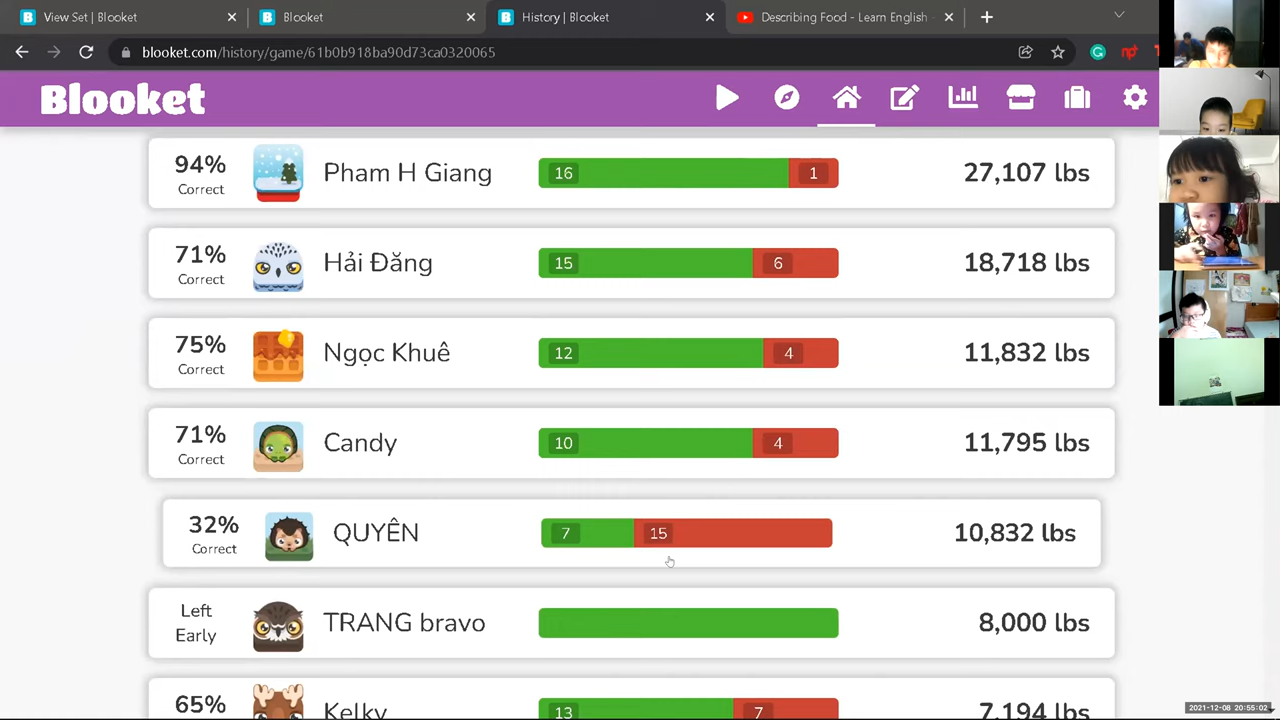 View Set | Blooket
Blooket
History | Blooket
Describing Food - Learn English
blooket.com/history/game/61b0b918ba90d73ca0320065
Blooket
94% Correct Pham H Giang 16 1 27,107 lbs
71% Correct Hải Đăng 15 6 18,718 lbs
75% Correct Ngọc Khuê 12 4 11,832 lbs
71% Correct Candy 10 4 11,795 lbs
32% Correct QUYÊN 7 15 10,832 lbs
Left Early TRANG bravo 8,000 lbs
65% Kelky 13 7 7,194 lbs
2021-12-08 20:55:02